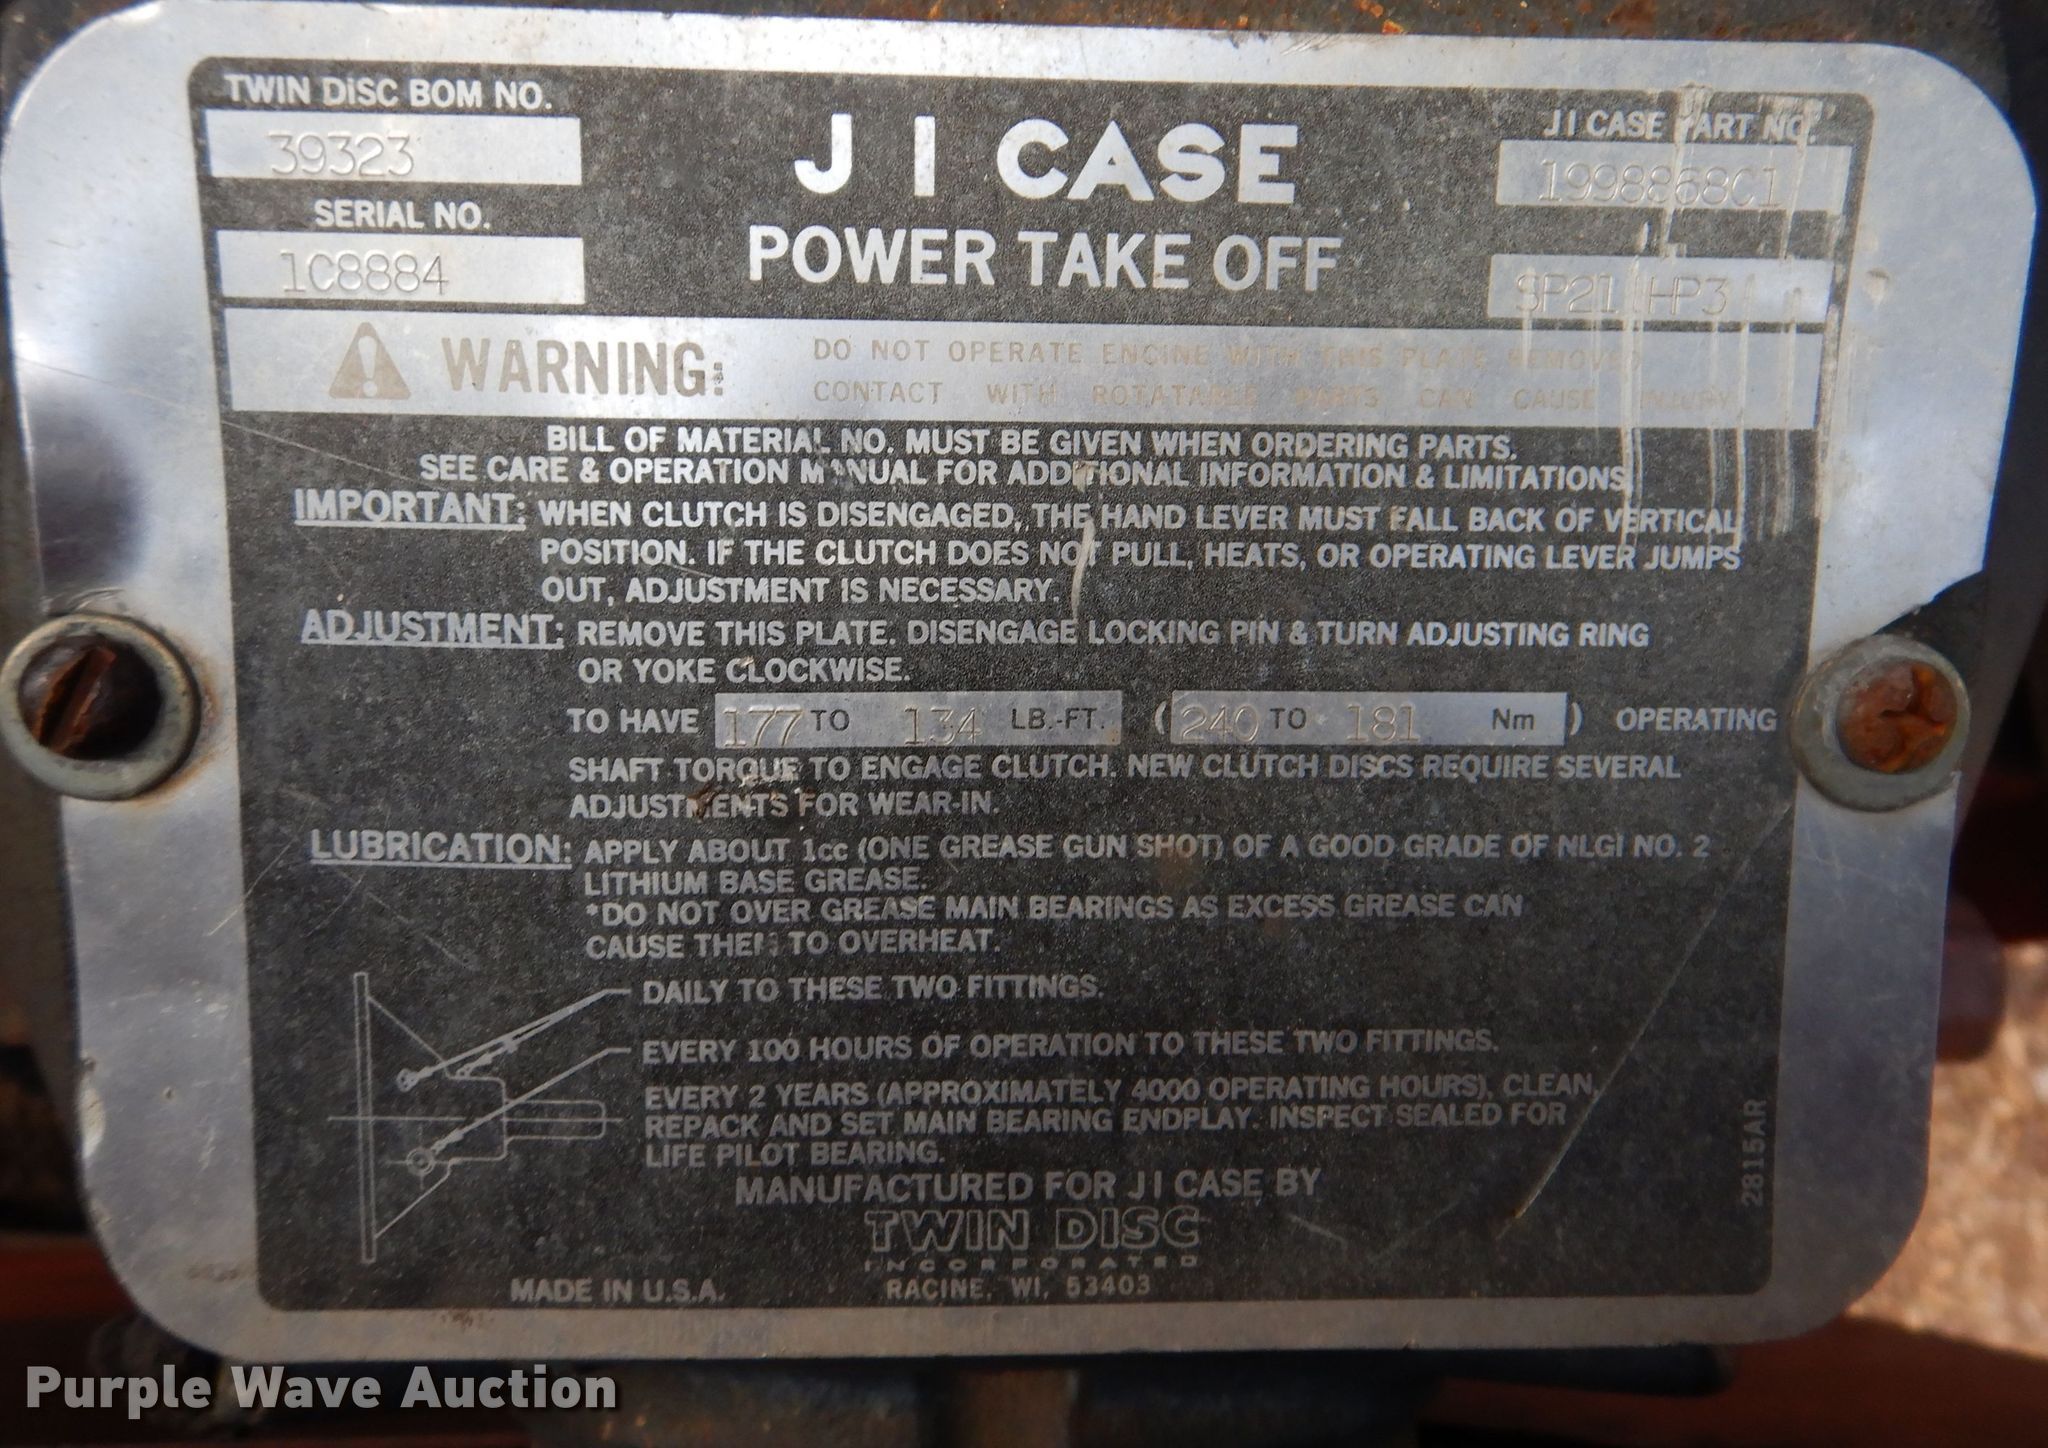 TWIN DISC BOM NO.
39323
SERIAL NO.
1C8884
J I CASE
POWER TAKE OFF
J I CASE PART NO.
1998868C1
SP211HP3
WARNING:
DO NOT OPERATE ENGINE WITH THIS PLATE REMOVED
CONTACT WITH ROTATABLE PARTS CAN CAUSE INJURY
BILL OF MATERIAL NO. MUST BE GIVEN WHEN ORDERING PARTS.
SEE CARE & OPERATION MANUAL FOR ADDITIONAL INFORMATION & LIMITATIONS
IMPORTANT: WHEN CLUTCH IS DISENGAGED, THE HAND LEVER MUST FALL BACK OF VERTICAL
POSITION. IF THE CLUTCH DOES NOT PULL, HEATS, OR OPERATING LEVER JUMPS
OUT, ADJUSTMENT IS NECESSARY.
ADJUSTMENT: REMOVE THIS PLATE. DISENGAGE LOCKING PIN & TURN ADJUSTING RING
OR YOKE CLOCKWISE.
TO HAVE 177 TO 134 LB.-FT. (240 TO 181 Nm) OPERATING
SHAFT TORQUE TO ENGAGE CLUTCH. NEW CLUTCH DISCS REQUIRE SEVERAL
ADJUSTMENTS FOR WEAR-IN.
LUBRICATION: APPLY ABOUT 1cc (ONE GREASE GUN SHOT) OF A GOOD GRADE OF NLGI NO. 2
LITHIUM BASE GREASE.
*DO NOT OVER GREASE MAIN BEARINGS AS EXCESS GREASE CAN
CAUSE THEM TO OVERHEAT.
DAILY TO THESE TWO FITTINGS.
EVERY 100 HOURS OF OPERATION TO THESE TWO FITTINGS.
EVERY 2 YEARS (APPROXIMATELY 4000 OPERATING HOURS), CLEAN,
REPACK AND SET MAIN BEARING ENDPLAY. INSPECT SEALED FOR
LIFE PILOT BEARING.
2815AR
MANUFACTURED FOR J I CASE BY
TWIN DISC
INCORPORATED
MADE IN U.S.A.
RACINE, WI, 53403
Purple Wave Auction